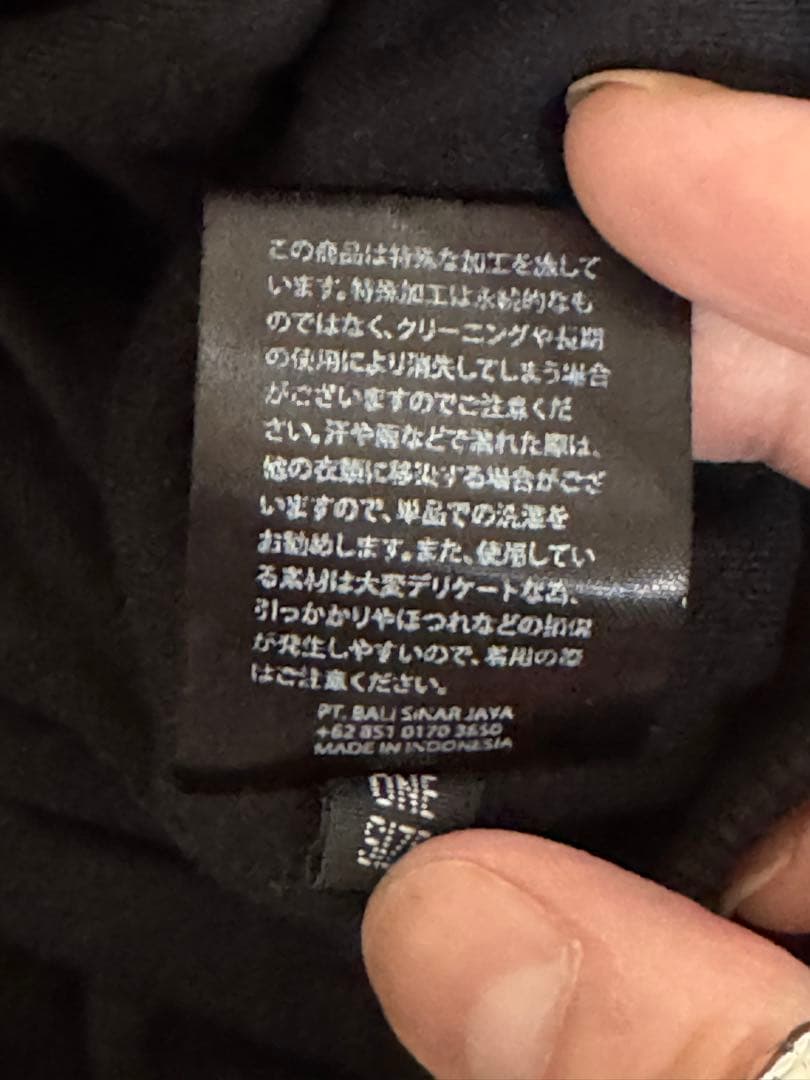 この商品は特殊な加工を施して
います。特殊加工は永続的なも
のではなく、クリーニングや長期
の使用により消失してしまう場合
がございますのでご注意くだ
さい。汗や雨などで濡れた際は、
他の衣類に移染する場合がござ
いますので、単品での洗濯を
お勧めします。また、使用してい
る素材は大変デリケートな為、
引っかかりやほつれなどの損傷
が発生しやすいので、着用の際
はご注意ください。
PT. BALI SINAR JAYA
+62 851 0170 3650
MADE IN INDONESIA
ONE